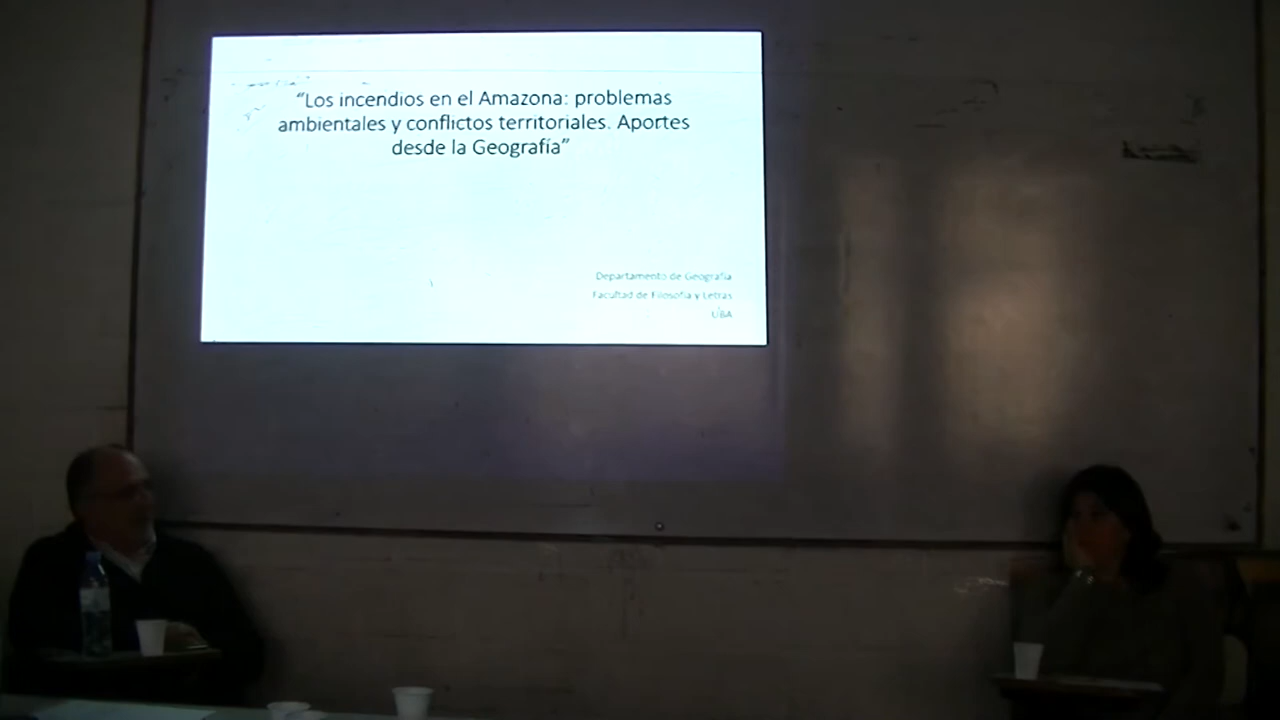 “Los incendios en el Amazona: problemas
ambientales y conflictos territoriales. Aportes
desde la Geografía”
Departamento de Geografía
Facultad de Filosofía y Letras
UBA